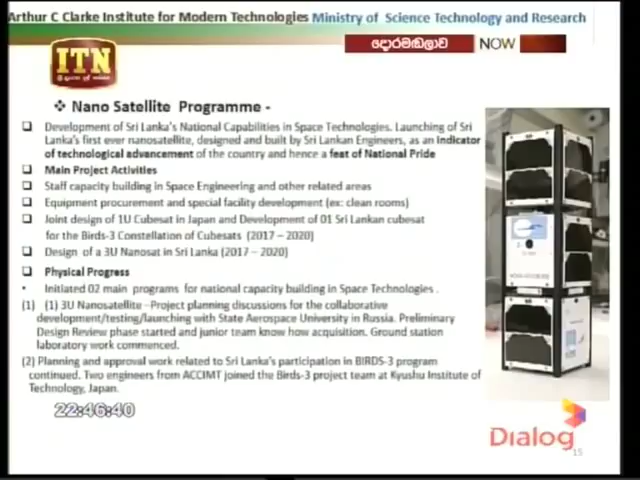 Arthur C Clarke Institute for Modern Technologies Ministry of Science Technology and Research
දොරමඬලාව NOW
ITN
❖ Nano Satellite Programme -
❑ Development of Sri Lanka's National Capabilities in Space Technologies. Launching of Sri
Lanka's first ever nanosatellite, designed and built by Sri Lankan Engineers, as an Indicator
of technological advancement of the country and hence a feat of National Pride
❑ Main Project Activities
❑ Staff capacity building in Space Engineering and other related areas
❑ Equipment procurement and special facility development (ex: clean rooms)
❑ Joint design of 1U Cubesat in Japan and Development of 01 Sri Lankan cubesat
for the Birds-3 Constellation of Cubesats (2017 – 2020)
❑ Design of a 3U Nanosat in Sri Lanka (2017 – 2020)
❑ Physical Progress
• Initiated 02 main programs for national capacity building in Space Technologies .
(1) (1) 3U Nanosatellite –Project planning discussions for the collaborative
development/testing/launching with State Aerospace University in Russia. Preliminary
Design Review phase started and junior team know how acquisition. Ground station
laboratory work commenced.
(2) Planning and approval work related to Sri Lanka's participation in BIRDS-3 program
continued. Two engineers from ACCIMT joined the Birds-3 project team at Kyushu Institute of
Technology, Japan.
22:46:40
Dialog
15